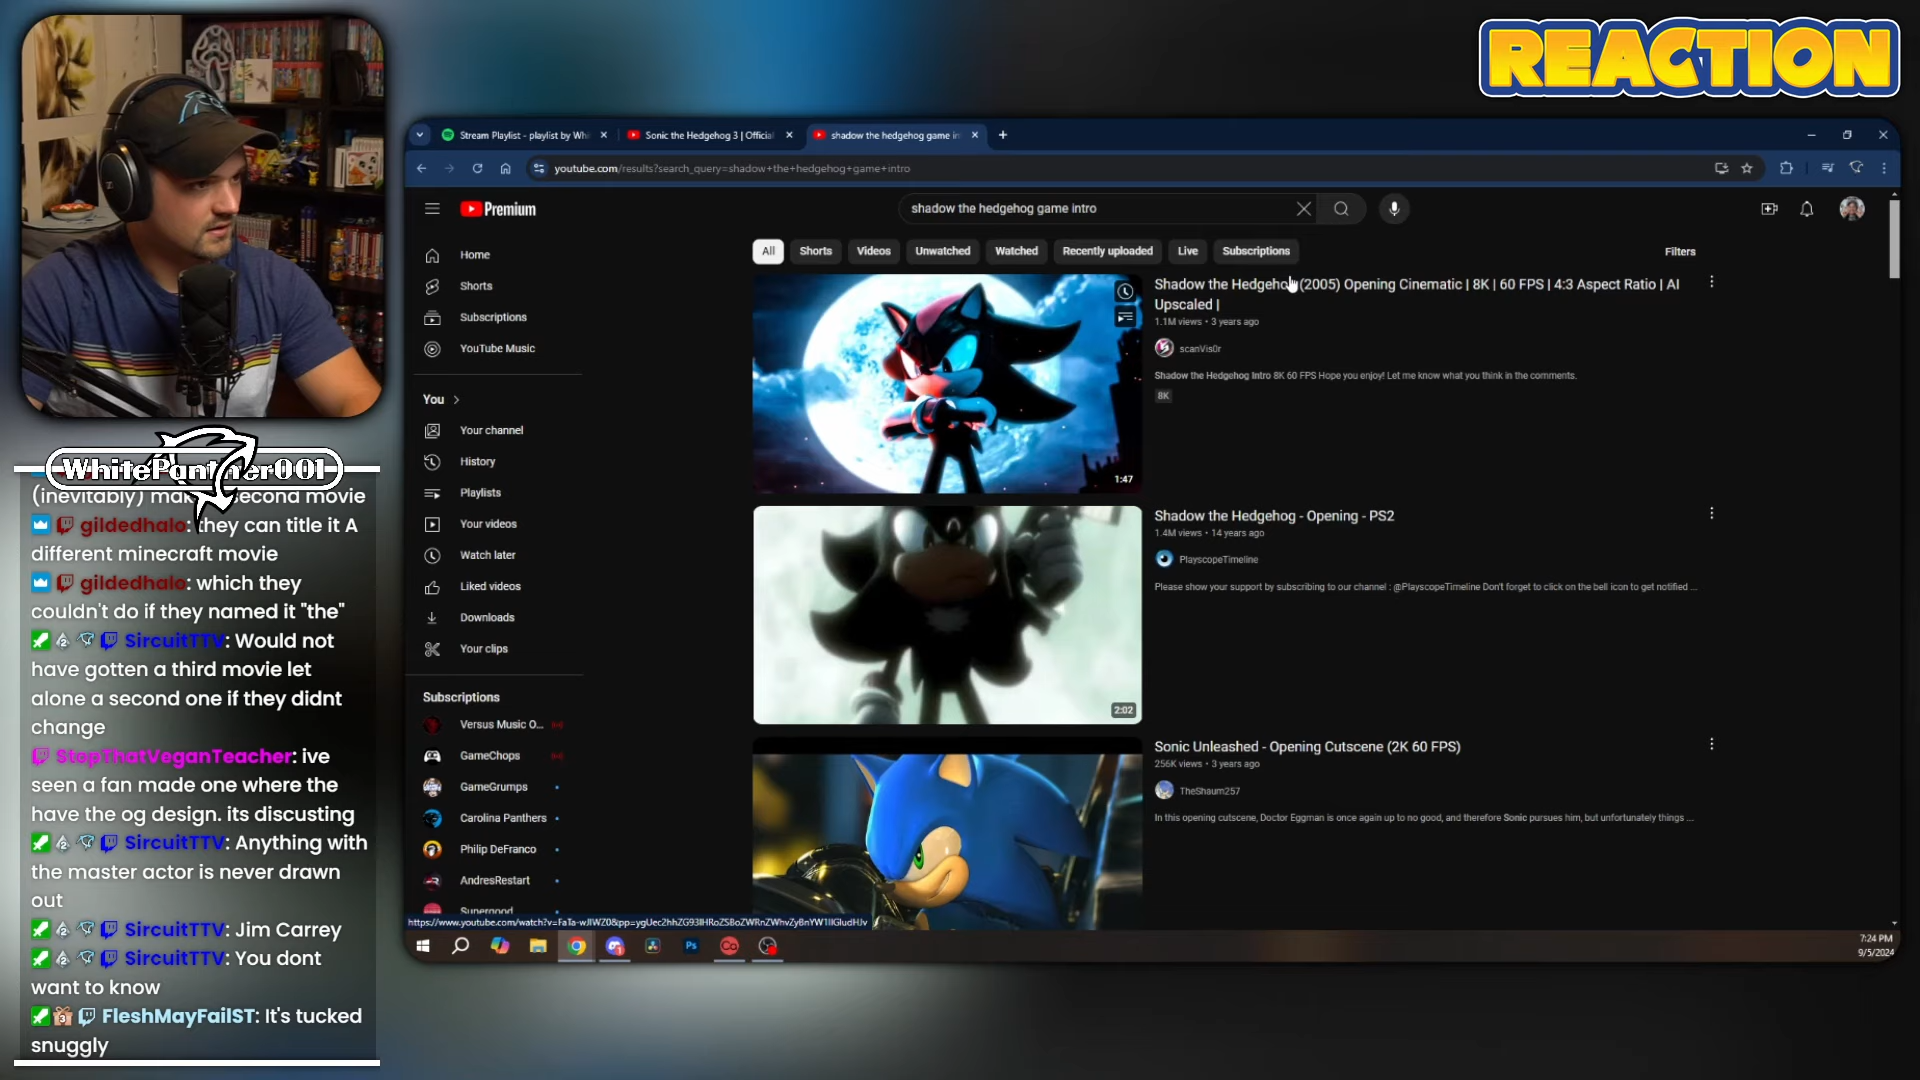 REACTION
Stream Playlist - playlist by Whi
Sonic the Hedgehog 3 | Official
shadow the hedgehog game in
youtube.com/results?search_query=shadow+the+hedgehog+game+intro
Premium
shadow the hedgehog game intro
All
Shorts
Videos
Unwatched
Watched
Recently uploaded
Live
Subscriptions
Filters
Home
Shorts
Subscriptions
YouTube Music
You
Your channel
History
Playlists
Your videos
Watch later
Liked videos
Downloads
Your clips
Subscriptions
Versus Music O...
GameChops
GameGrumps
Carolina Panthers
Philip DeFranco
AndresRestart
Supergood
Shadow the Hedgehog (2005) Opening Cinematic | 8K | 60 FPS | 4:3 Aspect Ratio | AI
Upscaled |
1.1M views • 3 years ago
scanVis0r
Shadow the Hedgehog Intro 8K 60 FPS Hope you enjoy! Let me know what you think in the comments.
8K
1:47
Shadow the Hedgehog - Opening - PS2
1.4M views • 14 years ago
PlayscopeTimeline
Please show your support by subscribing to our channel : @PlayscopeTimeline Don't forget to click on the bell icon to get notified ...
2:02
Sonic Unleashed - Opening Cutscene (2K 60 FPS)
256K views • 3 years ago
TheShaum257
In this opening cutscene, Doctor Eggman is once again up to no good, and therefore Sonic pursues him, but unfortunately things ...
7:24 PM
9/5/2024
WhitePanther001
(inevitably) second movie
gildedhalo: they can title it A
different minecraft movie
gildedhalo: which they
couldn't do if they named it "the"
SircuitTTV: Would not
have gotten a third movie let
alone a second one if they didnt
change
StopThatVeganTeacher: ive
seen a fan made one where the
have the og design. its discusting
SircuitTTV: Anything with
the master actor is never drawn
out
SircuitTTV: Jim Carrey
SircuitTTV: You dont
want to know
FleshMayFailST: It's tucked
snuggly